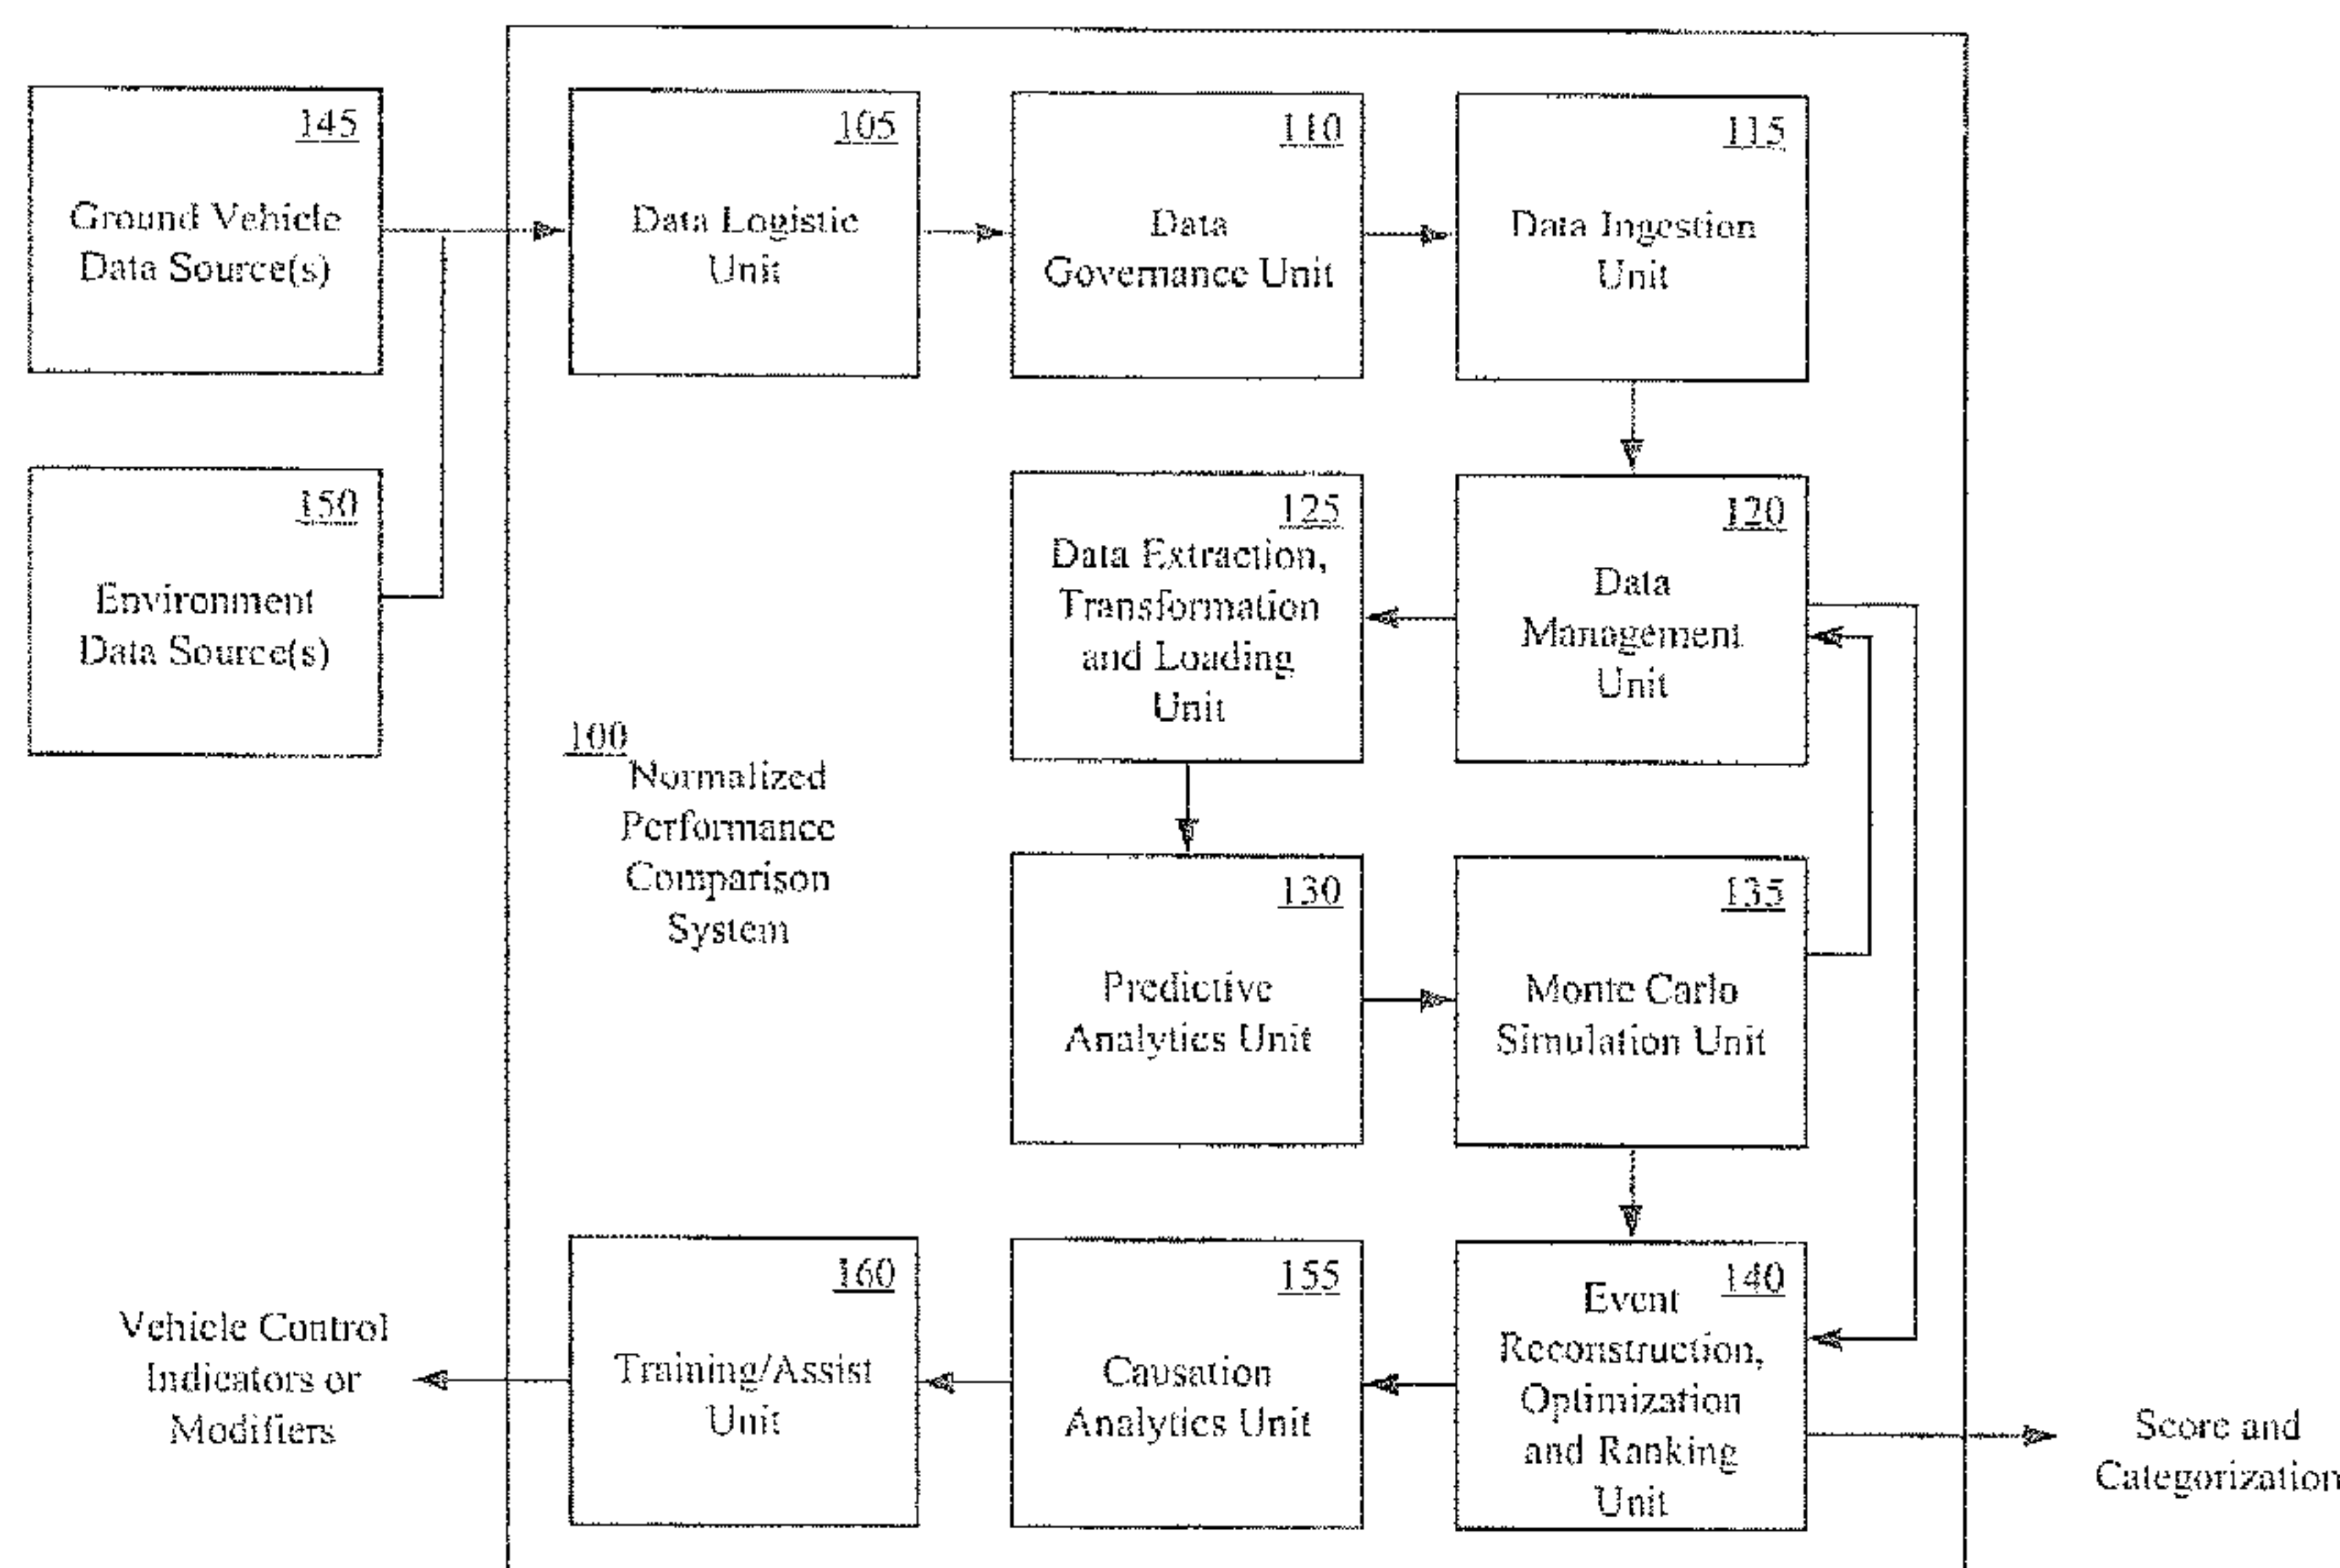 145
Ground Vehicle
Data Source(s)
105
Data Logistic
Unit
110
Data
Governance Unit
115
Data Ingestion
Unit
150
Environment
Data Source(s)
125
Data Extraction,
Transformation
and Loading
Unit
120
Data
Management
Unit
100
Normalized
Performance
Comparison
System
130
Predictive
Analytics Unit
135
Monte Carlo
Simulation Unit
Vehicle Control
Indicators or
Modifiers
160
Training/Assist
Unit
155
Causation
Analytics Unit
140
Event
Reconstruction,
Optimization
and Ranking
Unit
Score and
Categorization